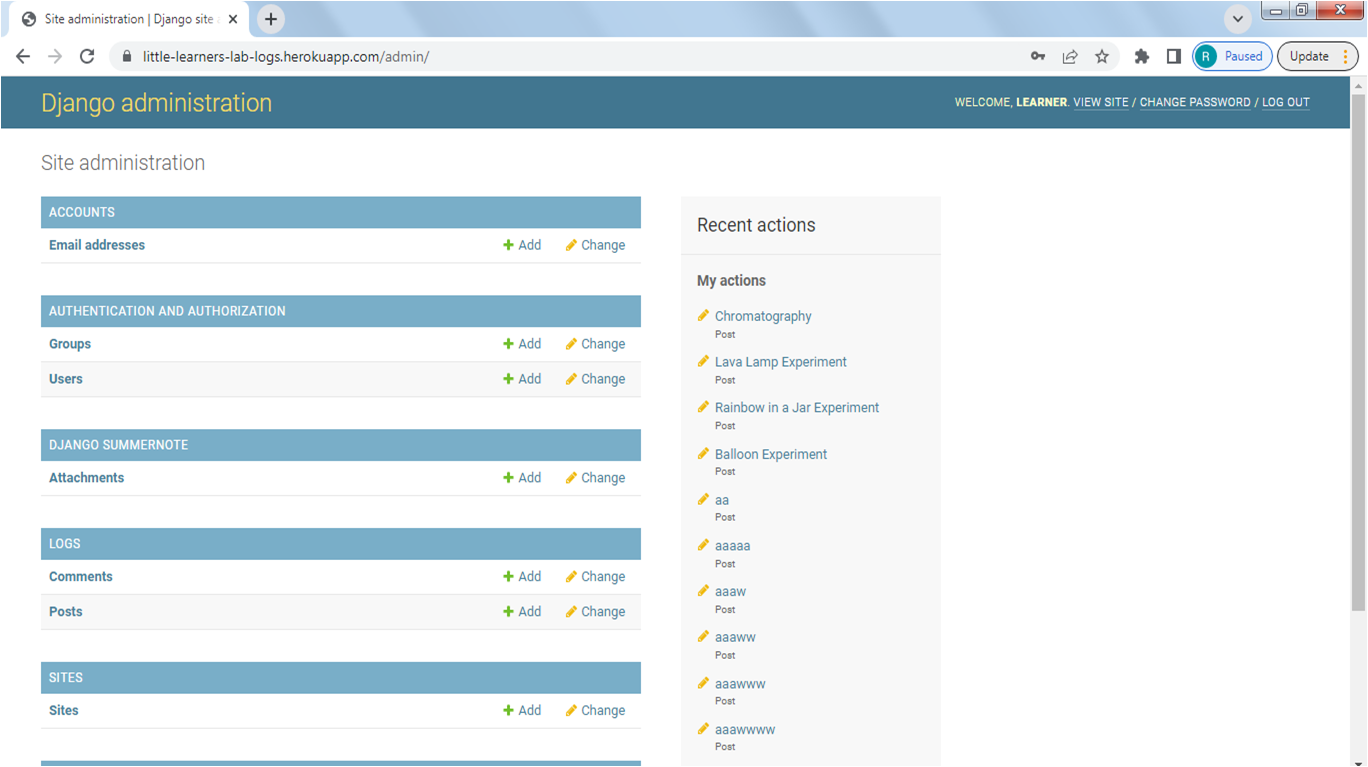 Site administration | Django site a
little-learners-lab-logs.herokuapp.com/admin/
R Paused
Update
Django administration
WELCOME, LEARNER. VIEW SITE / CHANGE PASSWORD / LOG OUT
Site administration
ACCOUNTS
Email addresses Add Change
AUTHENTICATION AND AUTHORIZATION
Groups Add Change
Users Add Change
DJANGO SUMMERNOTE
Attachments Add Change
LOGS
Comments Add Change
Posts Add Change
SITES
Sites Add Change
Recent actions
My actions
Chromatography
Post
Lava Lamp Experiment
Post
Rainbow in a Jar Experiment
Post
Balloon Experiment
Post
aa
Post
aaaaa
Post
aaaw
Post
aaaww
Post
aaawww
Post
aaawwww
Post